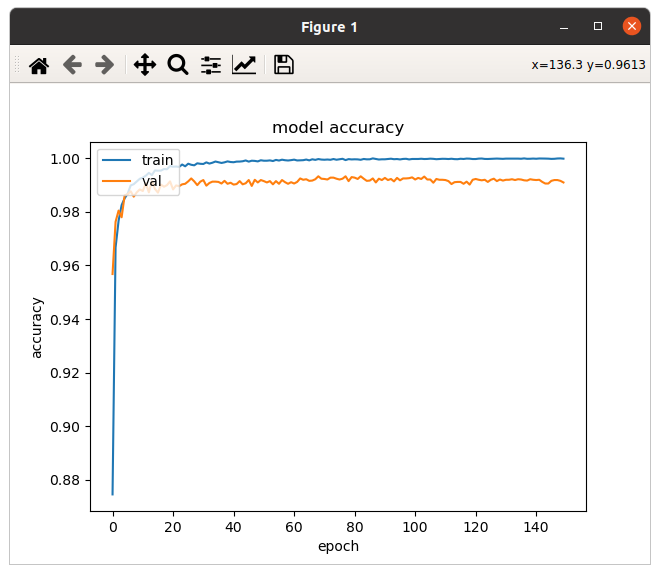 Figure 1
x=136.3 y=0.9613
model accuracy
train
val
1.00
0.98
0.96
0.94
0.92
0.90
0.88
accuracy
0 20 40 60 80 100 120 140
epoch